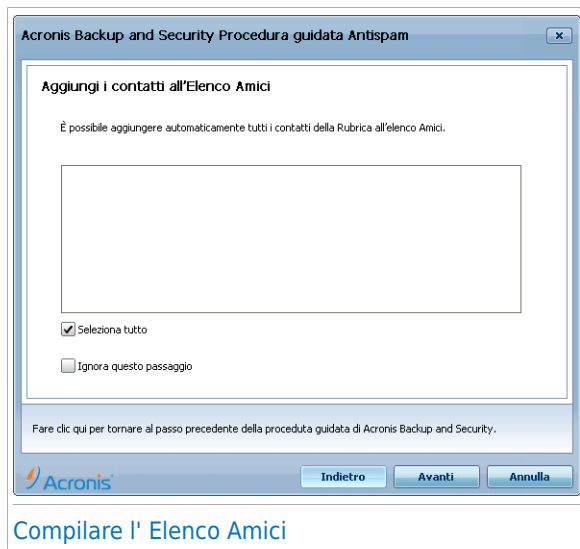 Acronis Backup and Security Procedura guidata Antispam
Aggiungi i contatti all'Elenco Amici
È possibile aggiungere automaticamente tutti i contatti della Rubrica all'elenco Amici.
Seleziona tutto
Ignora questo passaggio
Fare clic qui per tornare al passo precedente della proceduta guidata di Acronis Backup and Security.
Acronis
Indietro
Avanti
Annulla
Compilare l' Elenco Amici